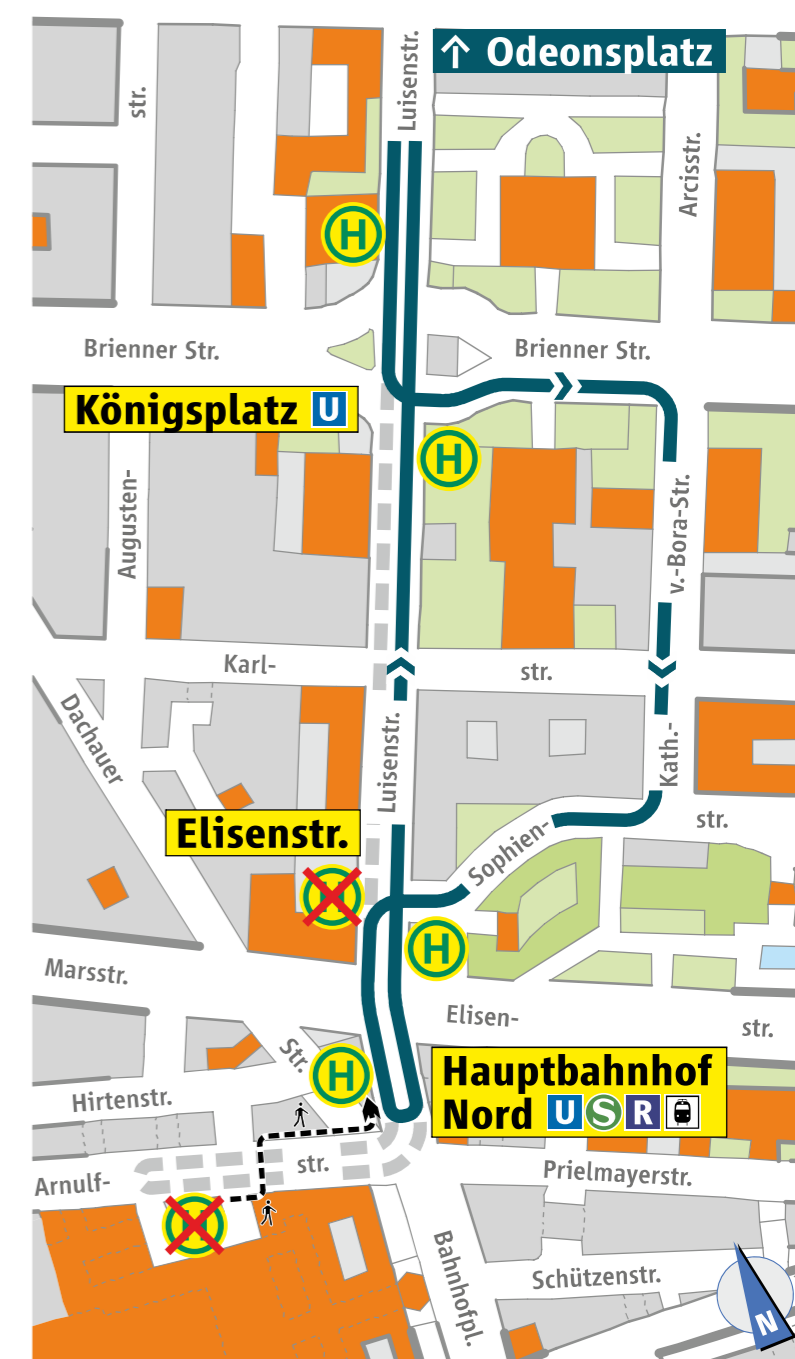 str.
Luisenstr.
↑ Odeonsplatz
Arcisstr.
H
Brienner Str.
Brienner Str.
Königsplatz U
H
Augusten-
v.-Bora-Str.
Karl-
str.
Dachauer
Luisenstr.
Kath.-
Elisenstr.
Sophien-
str.
H
H
Marsstr.
Elisen-
str.
Str.
H
Hauptbahnhof
Nord U S R
Hirtenstr.
Arnulf-
str.
Prielmayerstr.
H
Bahnhofpl.
Schützenstr.
N